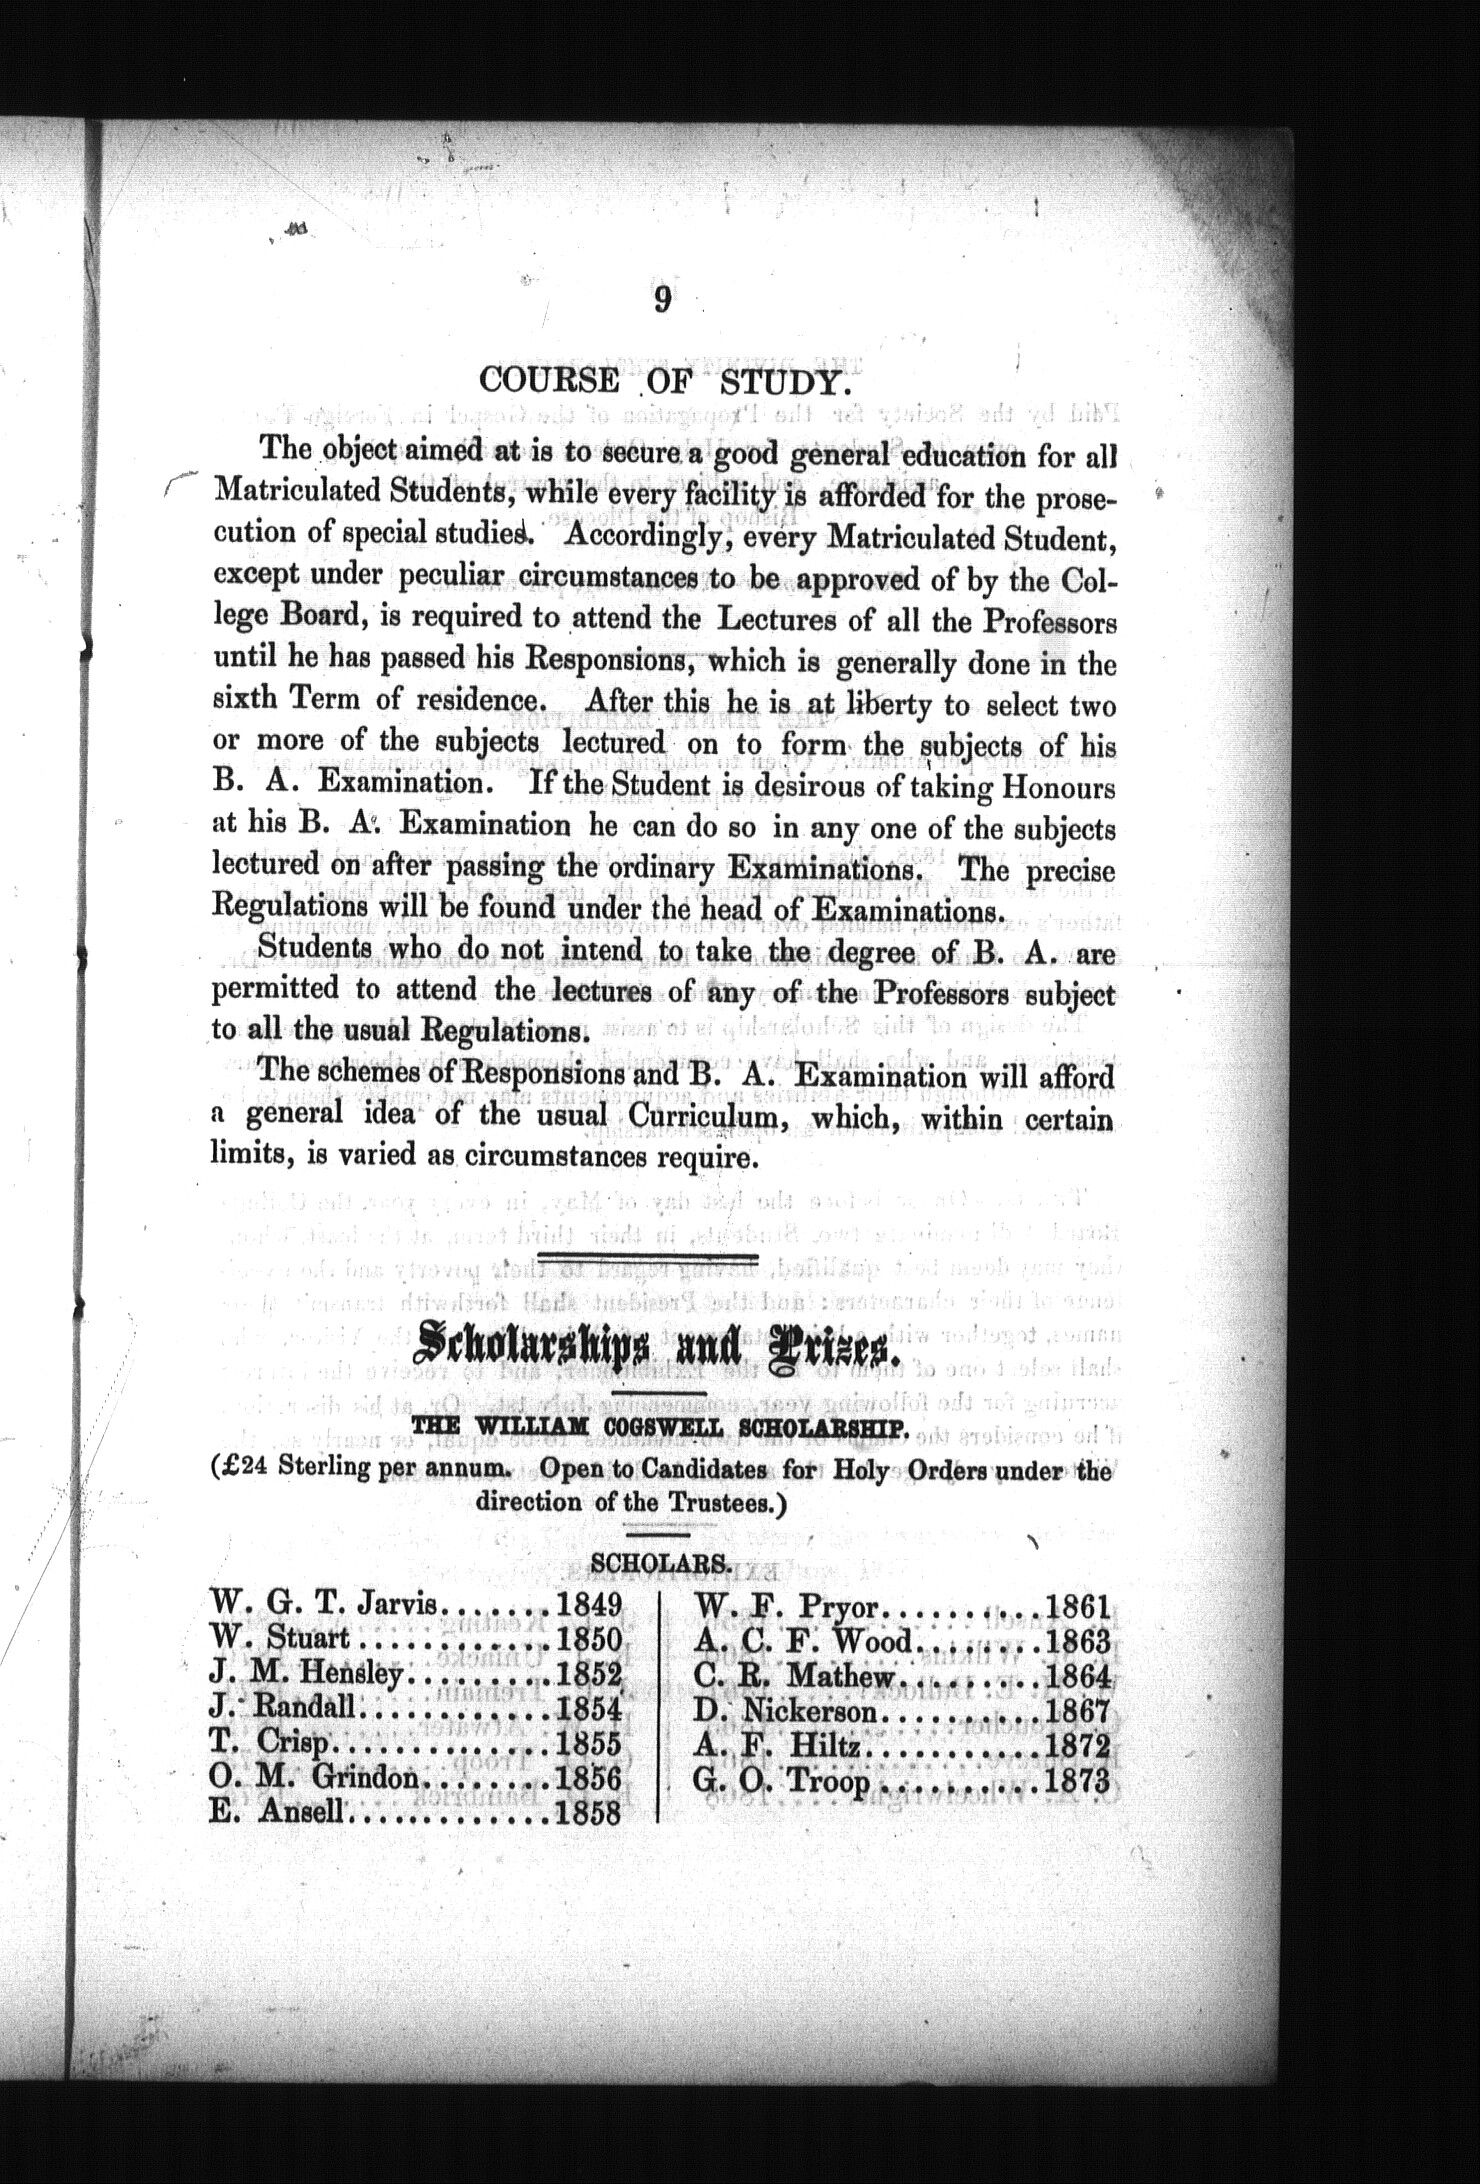 9
COURSE OF STUDY.
The object aimed at is to secure a good general education for all
Matriculated Students, while every facility is afforded for the prose-
cution of special studied. Accordingly, every Matriculated Student,
except under peculiar circumstances to be approved of by the Col-
lege Board, is required to attend the Lectures of all the Professors
until he has passed his Responsions, which is generally done in the
sixth Term of residence. After this he is at liberty to select two
or more of the subjects lectured on to form the subjects of his
B. A. Examination. If the Student is desirous of taking Honours
at his B. A. Examination he can do so in any one of the subjects
lectured on after passing the ordinary Examinations. The precise
Regulations will be found under the head of Examinations.
Students who do not intend to take the degree of B. A. are
permitted to attend the lectures of any of the Professors subject
to all the usual Regulations.
The schemes of Responsions and B. A. Examination will afford
a general idea of the usual Curriculum, which, within certain
limits, is varied as circumstances require.
Scholarships and Prizes.
THE WILLIAM COGSWELL SCHOLARSHIP.
(£24 Sterling per annum. Open to Candidates for Holy Orders under the
direction of the Trustees.)
SCHOLARS.
W. G. T. Jarvis.......1849
W. Stuart.............1850
J. M. Hensley.........1852
J. Randall............1854
T. Crisp..............1855
O. M. Grindon........1856
E. Ansell.............1858
W. F. Pryor..........1861
A. C. F. Wood........1863
C. R. Mathew.........1864
D. Nickerson..........1867
A. F. Hiltz...........1872
G. O. Troop..........1873